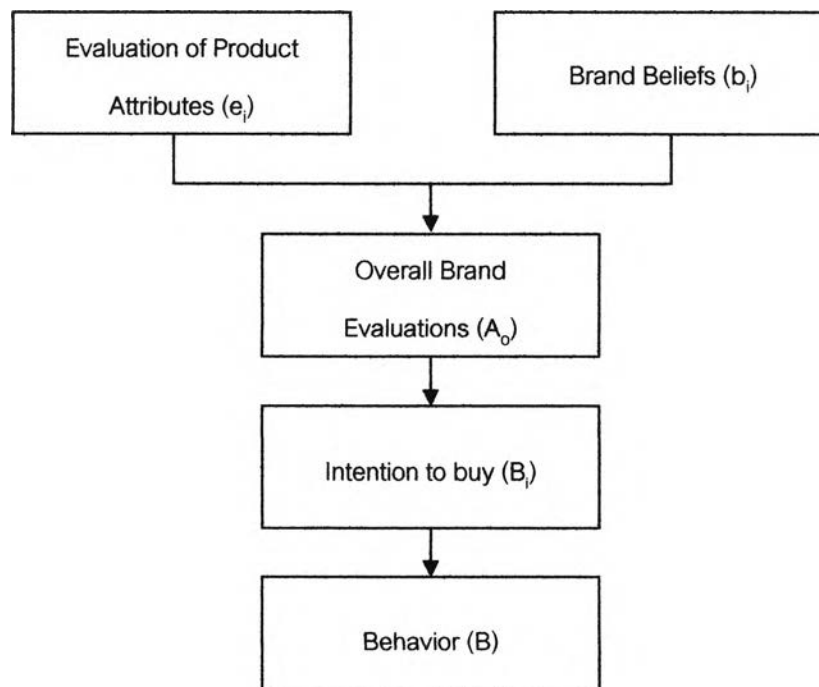 Evaluation of Product
Attributes (eᵢ)
Brand Beliefs (bᵢ)
Overall Brand
Evaluations (Aₒ)
Intention to buy (Bᵢ)
Behavior (B)